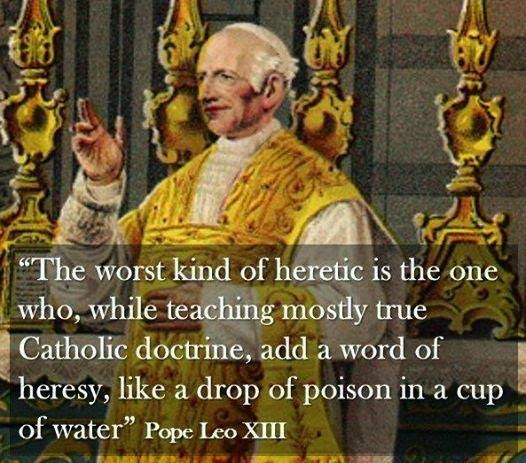 “The worst kind of heretic is the one
who, while teaching mostly true
Catholic doctrine, add a word of
heresy, like a drop of poison in a cup
of water” Pope Leo XIII